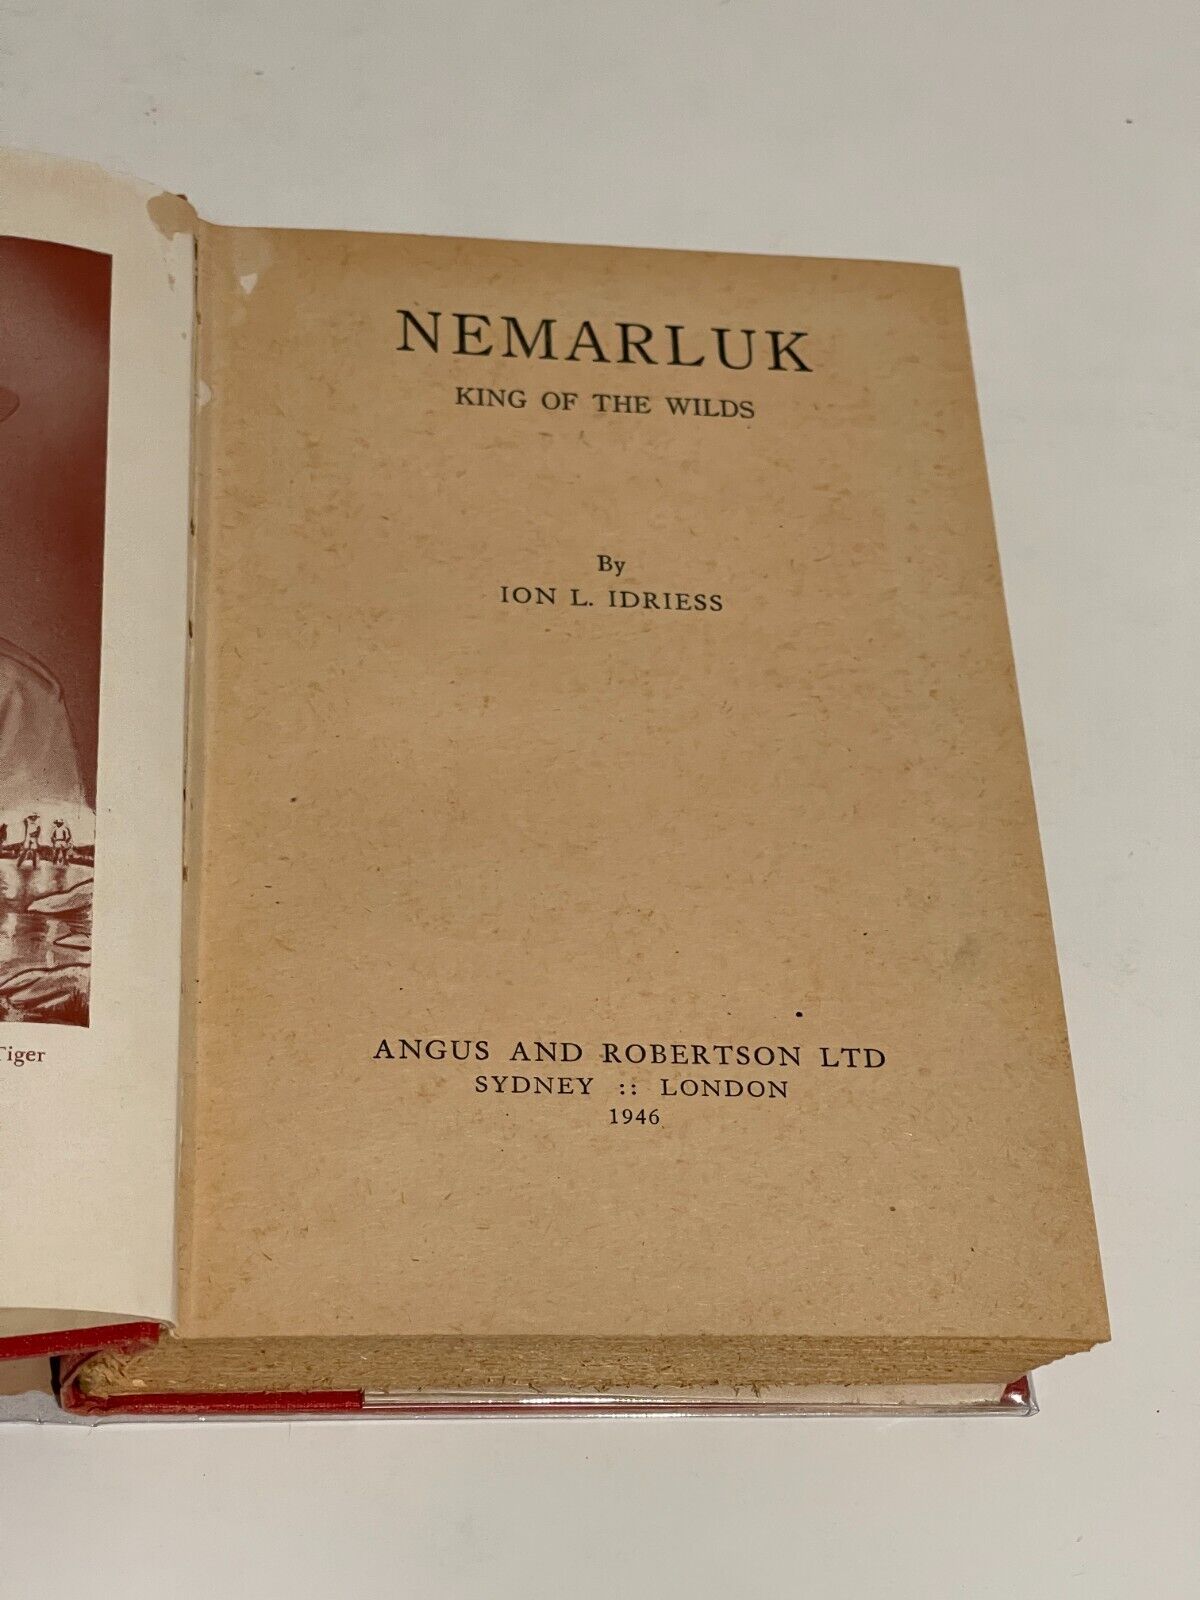 Tiger
NEMARLUK
KING OF THE WILDS
By
ION L. IDRIESS
ANGUS AND ROBERTSON LTD
SYDNEY :: LONDON
1946